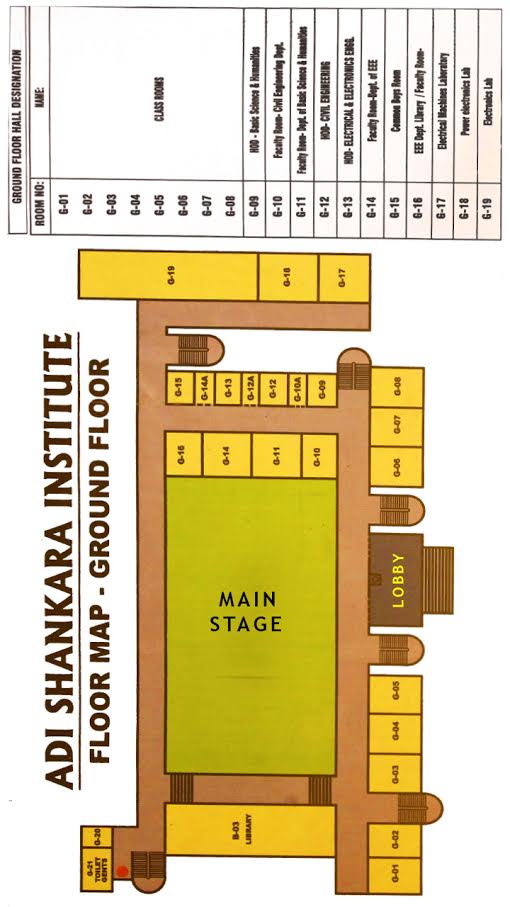 ADI SHANKARA INSTITUTE
FLOOR MAP - GROUND FLOOR
GROUND FLOOR HALL DESIGNATION
ROOM NO: NAME:
G-01
G-02
G-03
G-04
G-05 CLASS ROOMS
G-06
G-07
G-08
G-09 HOD - Basic Science & Humanities
G-10 Faculty Room- Civil Engineering Dept.
G-11 Faculty Room- Dept. of Basic Science & Humanities
G-12 HOD- CIVIL ENGINEERING
G-13 HOD- ELECTRICAL & ELECTRONICS ENGG.
G-14 Faculty Room-Dept. of EEE
G-15 Common Boys Room
G-16 EEE Dept. Library / Faculty Room-
G-17 Electrical Machines Laboratory
G-18 Power electronics Lab
G-19 Electronics Lab
G-19
G-18
G-17
G-15
G-14A
G-13
G-12A
G-12
G-10A
G-09
G-16
G-14
G-11
G-10
G-08
G-07
G-06
MAIN
STAGE
LOBBY
G-05
G-04
G-03
G-02
G-01
B-03
LIBRARY
G-20
G-21
TOILET
GENTS